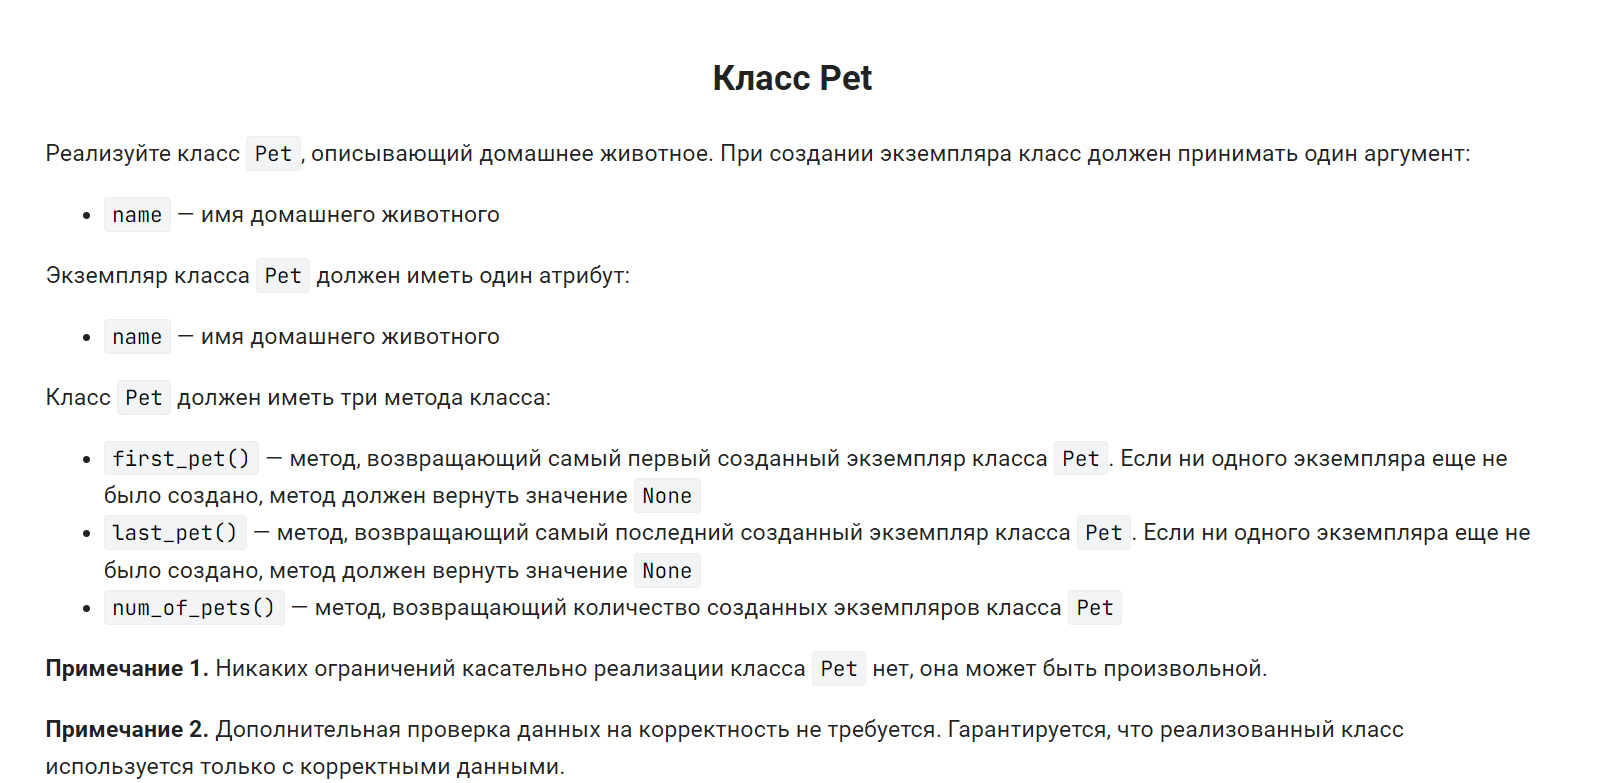 Класс Pet
Реализуйте класс Pet, описывающий домашнее животное. При создании экземпляра класс должен принимать один аргумент:
• name — имя домашнего животного
Экземпляр класса Pet должен иметь один атрибут:
• name — имя домашнего животного
Класс Pet должен иметь три метода класса:
• first_pet() — метод, возвращающий самый первый созданный экземпляр класса Pet. Если ни одного экземпляра еще не
было создано, метод должен вернуть значение None
• last_pet() — метод, возвращающий самый последний созданный экземпляр класса Pet. Если ни одного экземпляра еще не
было создано, метод должен вернуть значение None
• num_of_pets() — метод, возвращающий количество созданных экземпляров класса Pet
Примечание 1. Никаких ограничений касательно реализации класса Pet нет, она может быть произвольной.
Примечание 2. Дополнительная проверка данных на корректность не требуется. Гарантируется, что реализованный класс
используется только с корректными данными.